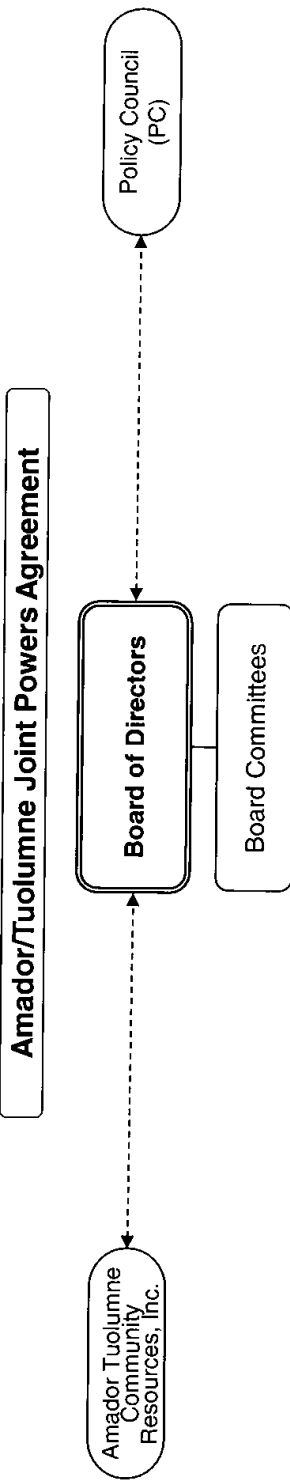 Amador/Tuolumne Joint Powers Agreement
Amador Tuolumne
Community
Resources, Inc.
Board of Directors
Policy Council
(PC)
Board Committees